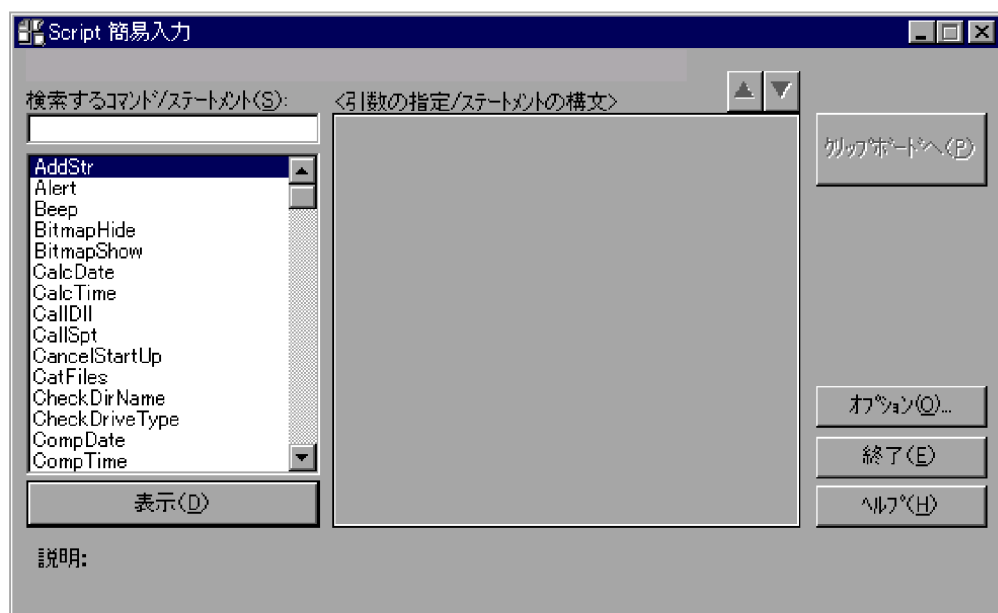 Script 簡易入力
検索するｺﾏﾝﾄﾞ/ｽﾃｰﾄﾒﾝﾄ(S):
<引数の指定/ｽﾃｰﾄﾒﾝﾄの構文>
ｸﾘｯﾌﾟﾎﾞｰﾄﾞへ(P)
AddStr
Alert
Beep
BitmapHide
BitmapShow
CalcDate
CalcTime
CallDll
CallSpt
CancelStartUp
CatFiles
CheckDirName
CheckDriveType
CompDate
CompTime
表示(D)
ｵﾌﾟｼｮﾝ(O)...
終了(E)
ﾍﾙﾌﾟ(H)
説明: